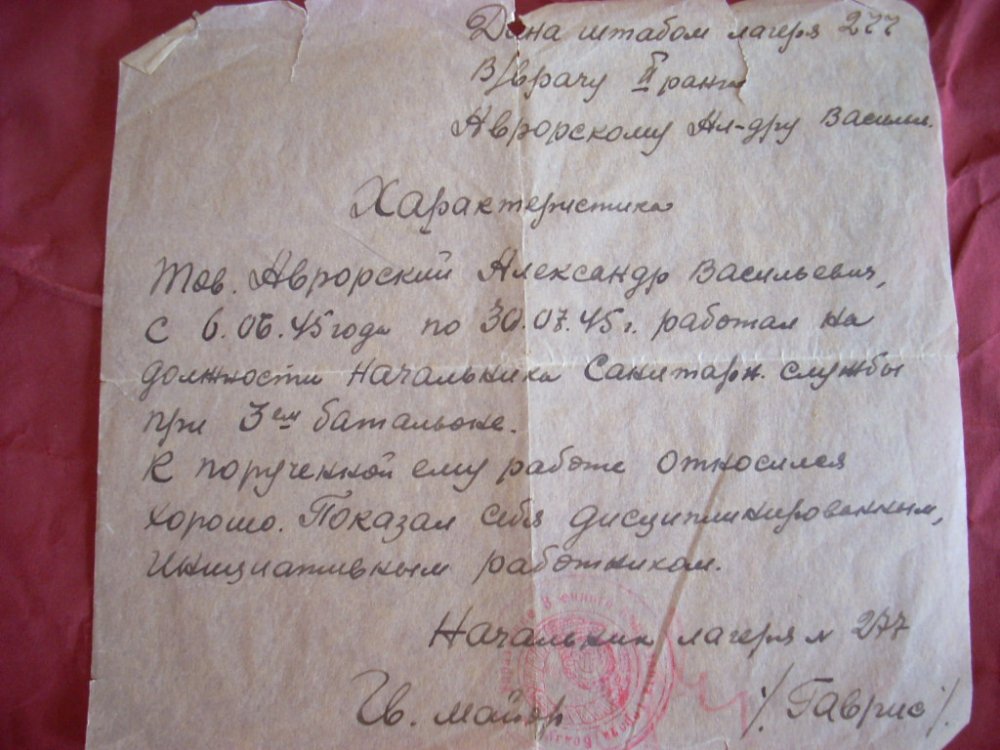 Дана штабом лагеря 277
В/врачу II ранга
Аврорскому Ал-дру Васил.
Характеристика
Тов. Аврорский Александр Васильевич,
с 6.06.45 года по 30.07.45 г. работал на
должности начальника Санитарн. службы
при 3ем батальоне.
К порученной ему работе относился
хорошо. Показал себя дисциплинированным,
инициативным работником.
Начальник лагеря № 277
Гв. майор /Гаврис/.